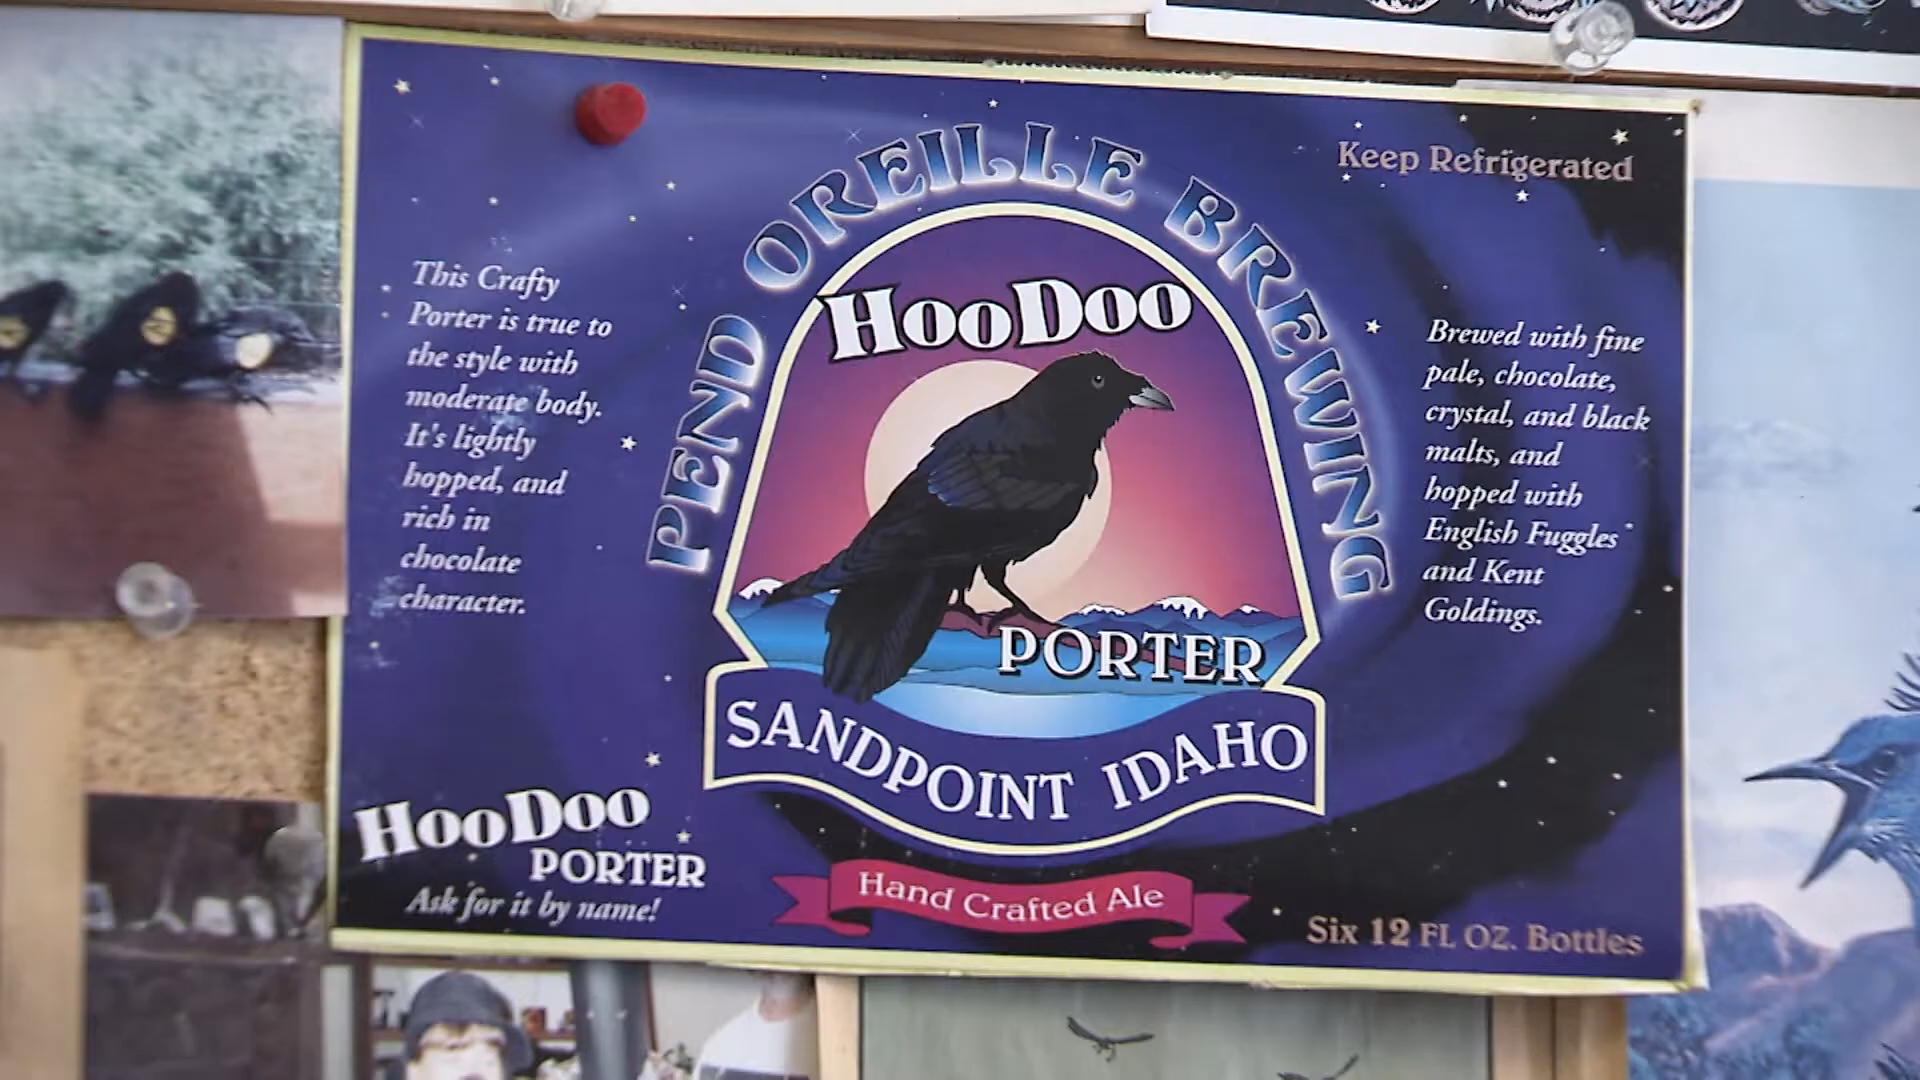 PEND OREILLE BREWING
Keep Refrigerated
HOODOO
PORTER
SANDPOINT IDAHO
Hand Crafted Ale
This Crafty
Porter is true to
the style with
moderate body.
It's lightly
hopped, and
rich in
chocolate
character.
Brewed with fine
pale, chocolate,
crystal, and black
malts, and
hopped with
English Fuggles
and Kent
Goldings.
HOODOO
PORTER
Ask for it by name!
Six 12 FL OZ. Bottles